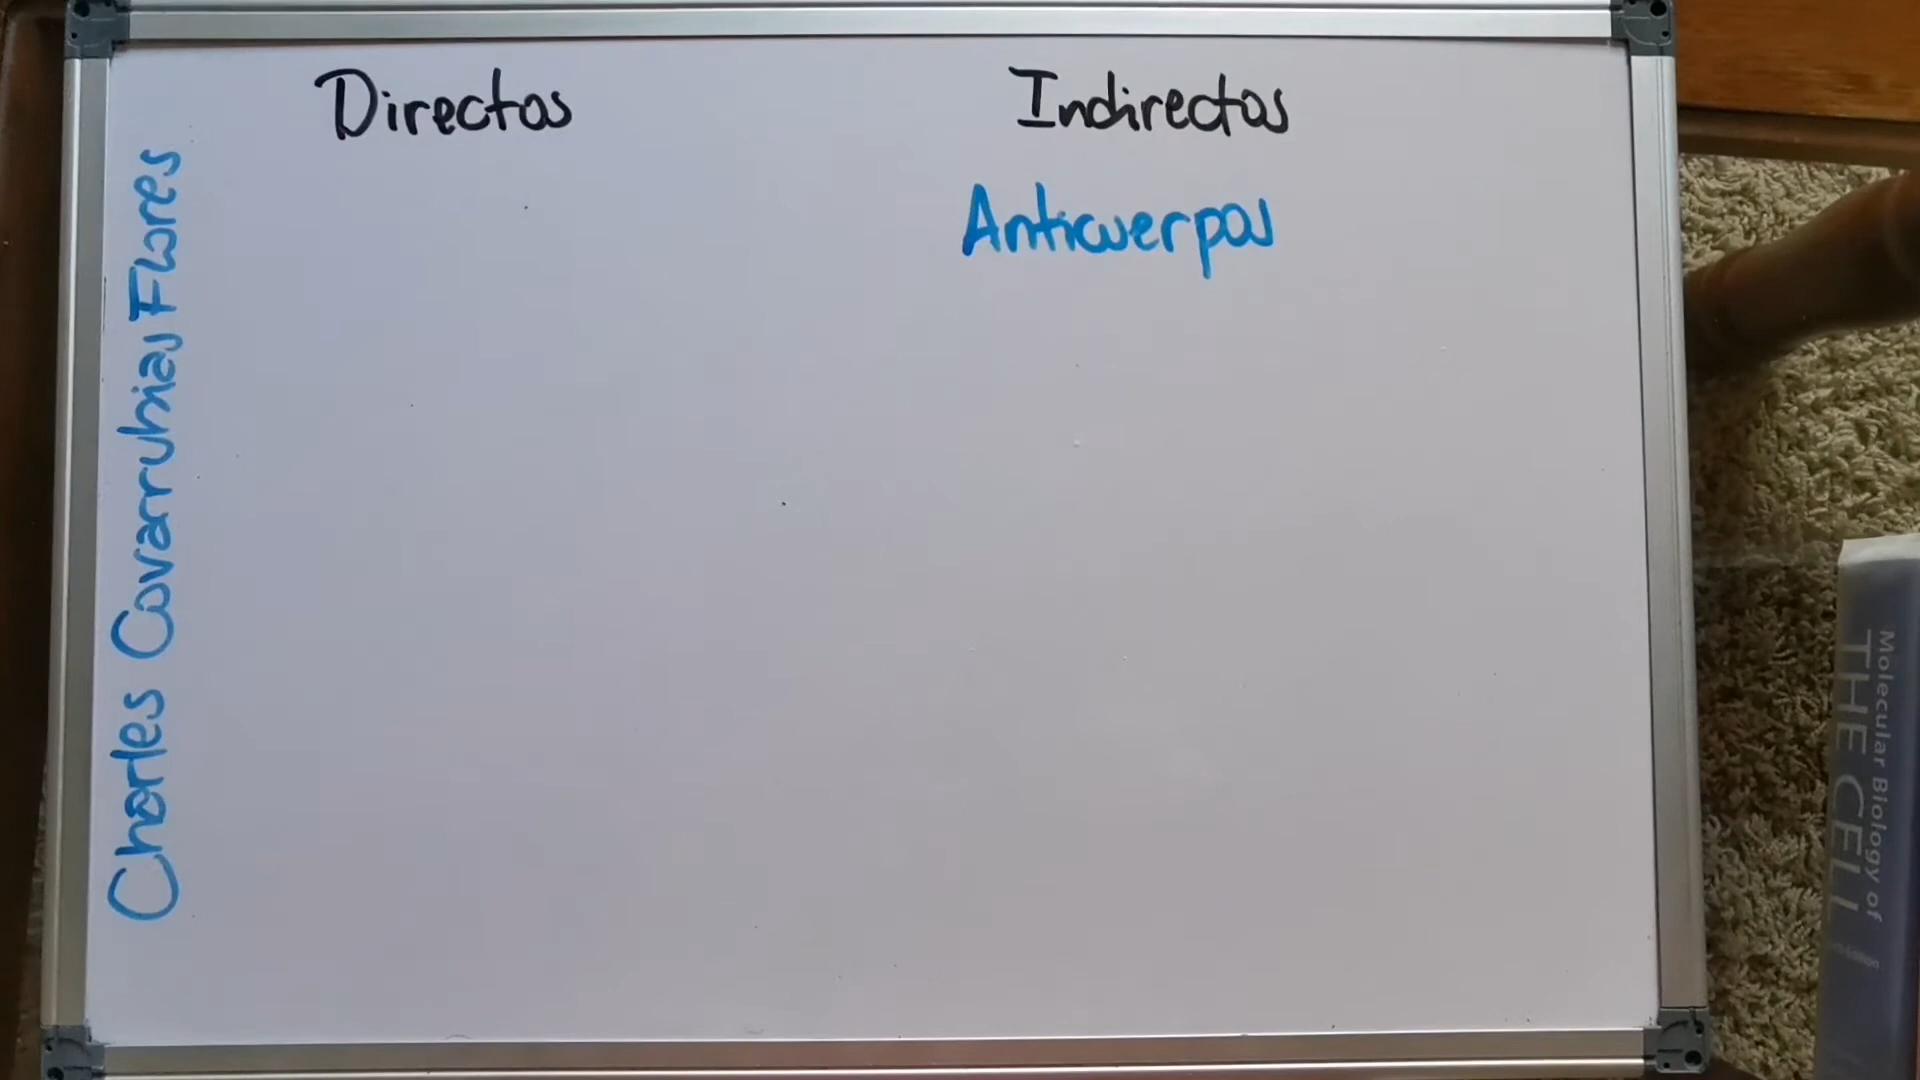 Directos
Indirectos
Anticuerpos
Charles Covarrubias Flores
Molecular Biology of
THE CELL